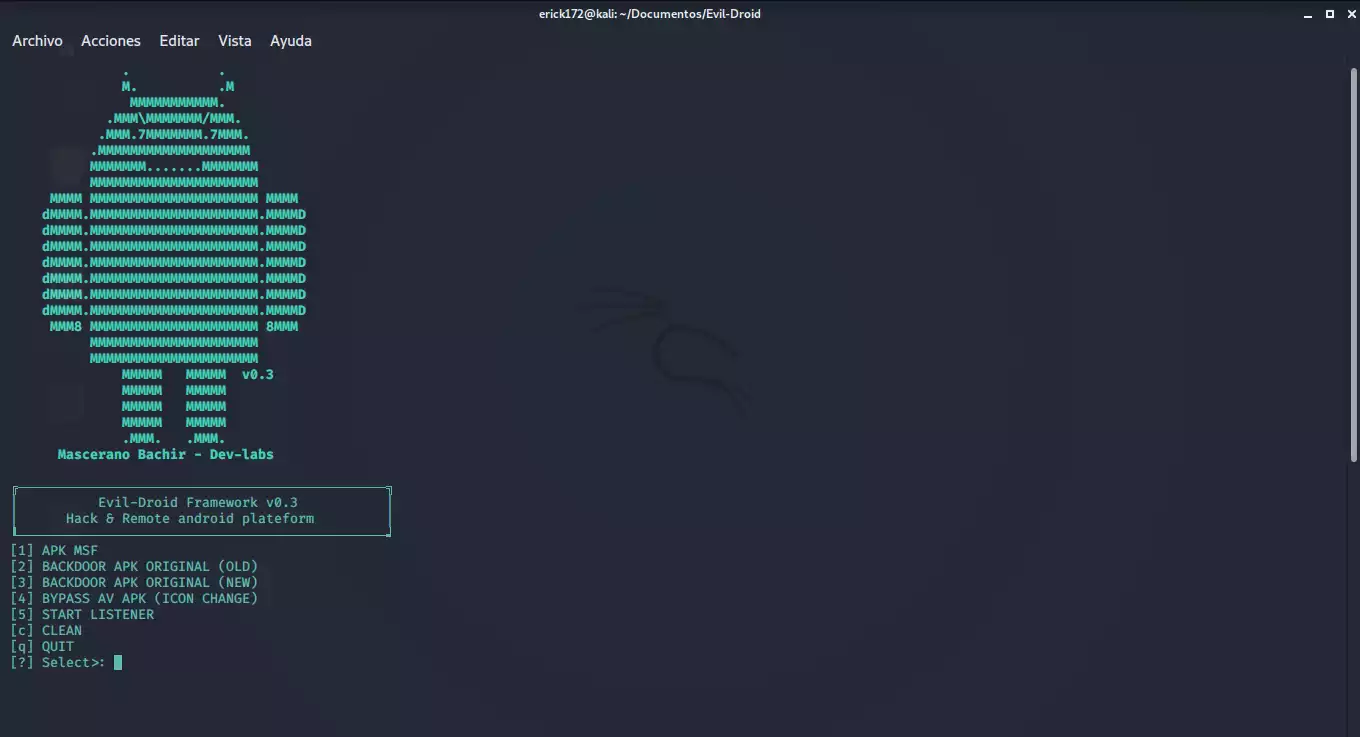 erick172@kali: ~/Documentos/Evil-Droid
Archivo Acciones Editar Vista Ayuda
. .
M. .M
MMMMMMMMMMM.
.MMM\MMMMMMM/MMM.
.MMM.7MMMMMMM.7MMM.
.MMMMMMMMMMMMMMMMMMM
MMMMMMM.......MMMMMMM
MMMMMMMMMMMMMMMMMMMMM
MMMM MMMMMMMMMMMMMMMMMMMMM MMMM
dMMMM.MMMMMMMMMMMMMMMMMMMMM.MMMMD
dMMMM.MMMMMMMMMMMMMMMMMMMMM.MMMMD
dMMMM.MMMMMMMMMMMMMMMMMMMMM.MMMMD
dMMMM.MMMMMMMMMMMMMMMMMMMMM.MMMMD
dMMMM.MMMMMMMMMMMMMMMMMMMMM.MMMMD
dMMMM.MMMMMMMMMMMMMMMMMMMMM.MMMMD
dMMMM.MMMMMMMMMMMMMMMMMMMMM.MMMMD
MMM8 MMMMMMMMMMMMMMMMMMMMM 8MMM
MMMMMMMMMMMMMMMMMMMMM
MMMMMMMMMMMMMMMMMMMMM
MMMMM MMMMM v0.3
MMMMM MMMMM
MMMMM MMMMM
MMMMM MMMMM
.MMM. .MMM.
Mascerano Bachir - Dev-labs
Evil-Droid Framework v0.3
Hack & Remote android plateform
[1] APK MSF
[2] BACKDOOR APK ORIGINAL (OLD)
[3] BACKDOOR APK ORIGINAL (NEW)
[4] BYPASS AV APK (ICON CHANGE)
[5] START LISTENER
[c] CLEAN
[q] QUIT
[?] Select>: